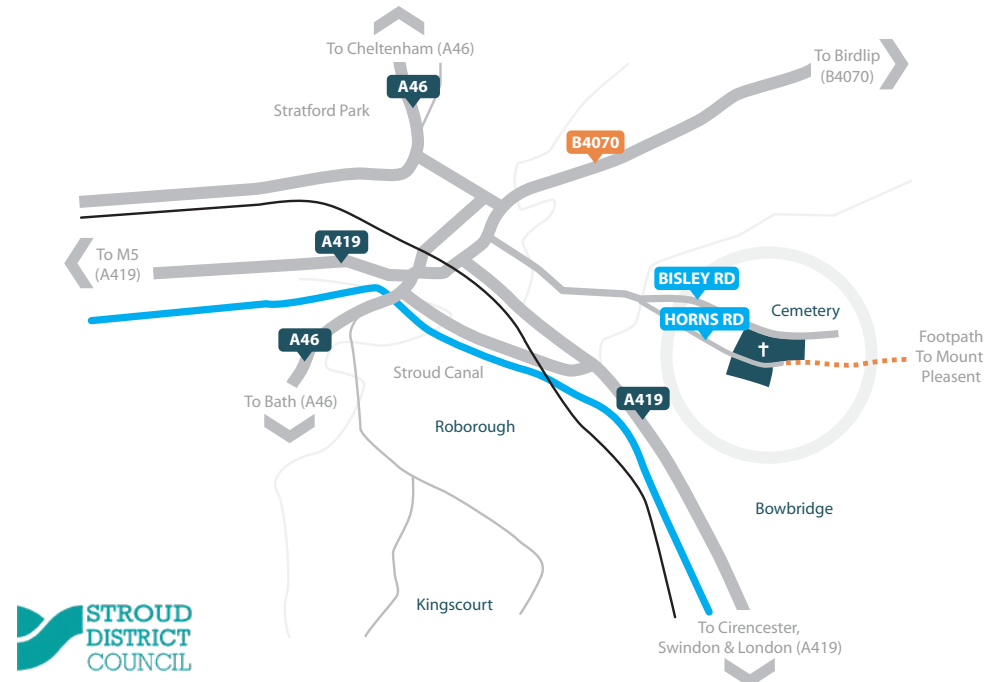 To Cheltenham (A46)
To Birdlip
(B4070)
A46
Stratford Park
B4070
A419
To M5
(A419)
BISLEY RD
Cemetery
HORNS RD
A46
Footpath
To Mount
Pleasent
Stroud Canal
To Bath (A46)
A419
Roborough
Bowbridge
Kingscourt
STROUD
DISTRICT
COUNCIL
To Cirencester,
Swindon & London (A419)